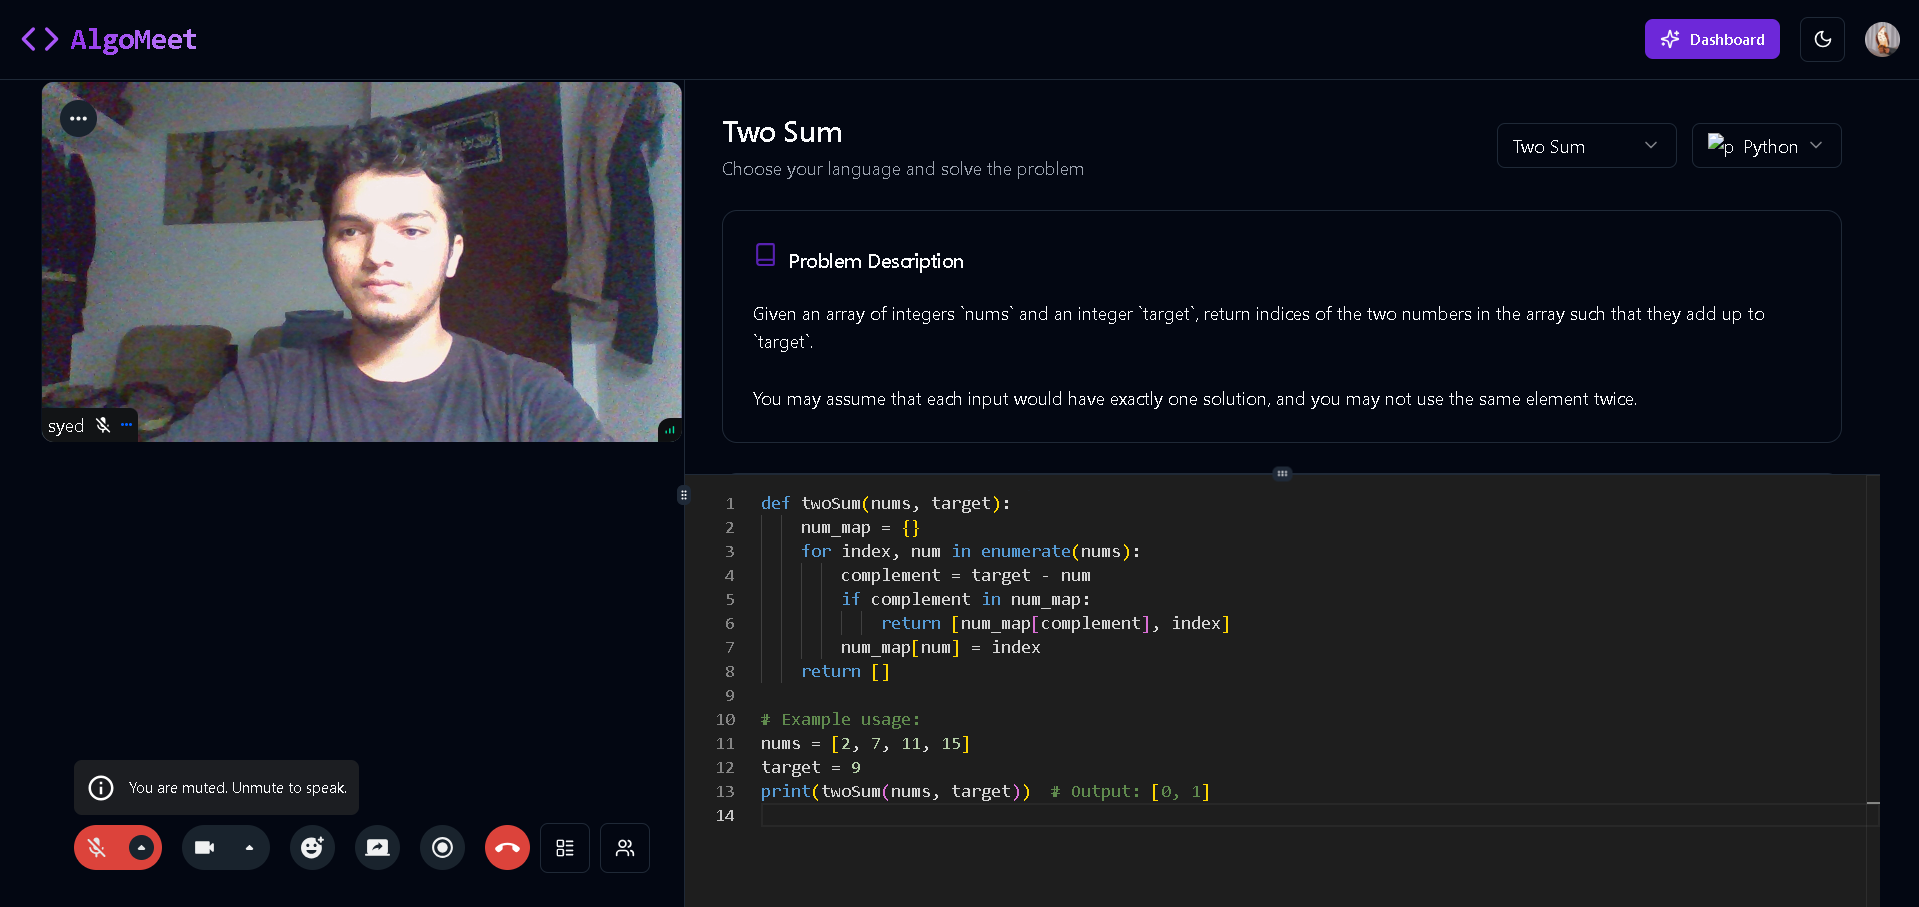 AlgoMeet
Dashboard
syed
You are muted. Unmute to speak.
Two Sum
Choose your language and solve the problem
Two Sum
p Python
Problem Description
Given an array of integers `nums` and an integer `target`, return indices of the two numbers in the array such that they add up to
`target`.
You may assume that each input would have exactly one solution, and you may not use the same element twice.
1 def twoSum(nums, target):
2 num_map = {}
3 for index, num in enumerate(nums):
4 complement = target - num
5 if complement in num_map:
6 return [num_map[complement], index]
7 num_map[num] = index
8 return []
9
10 # Example usage:
11 nums = [2, 7, 11, 15]
12 target = 9
13 print(twoSum(nums, target))  # Output: [0, 1]
14